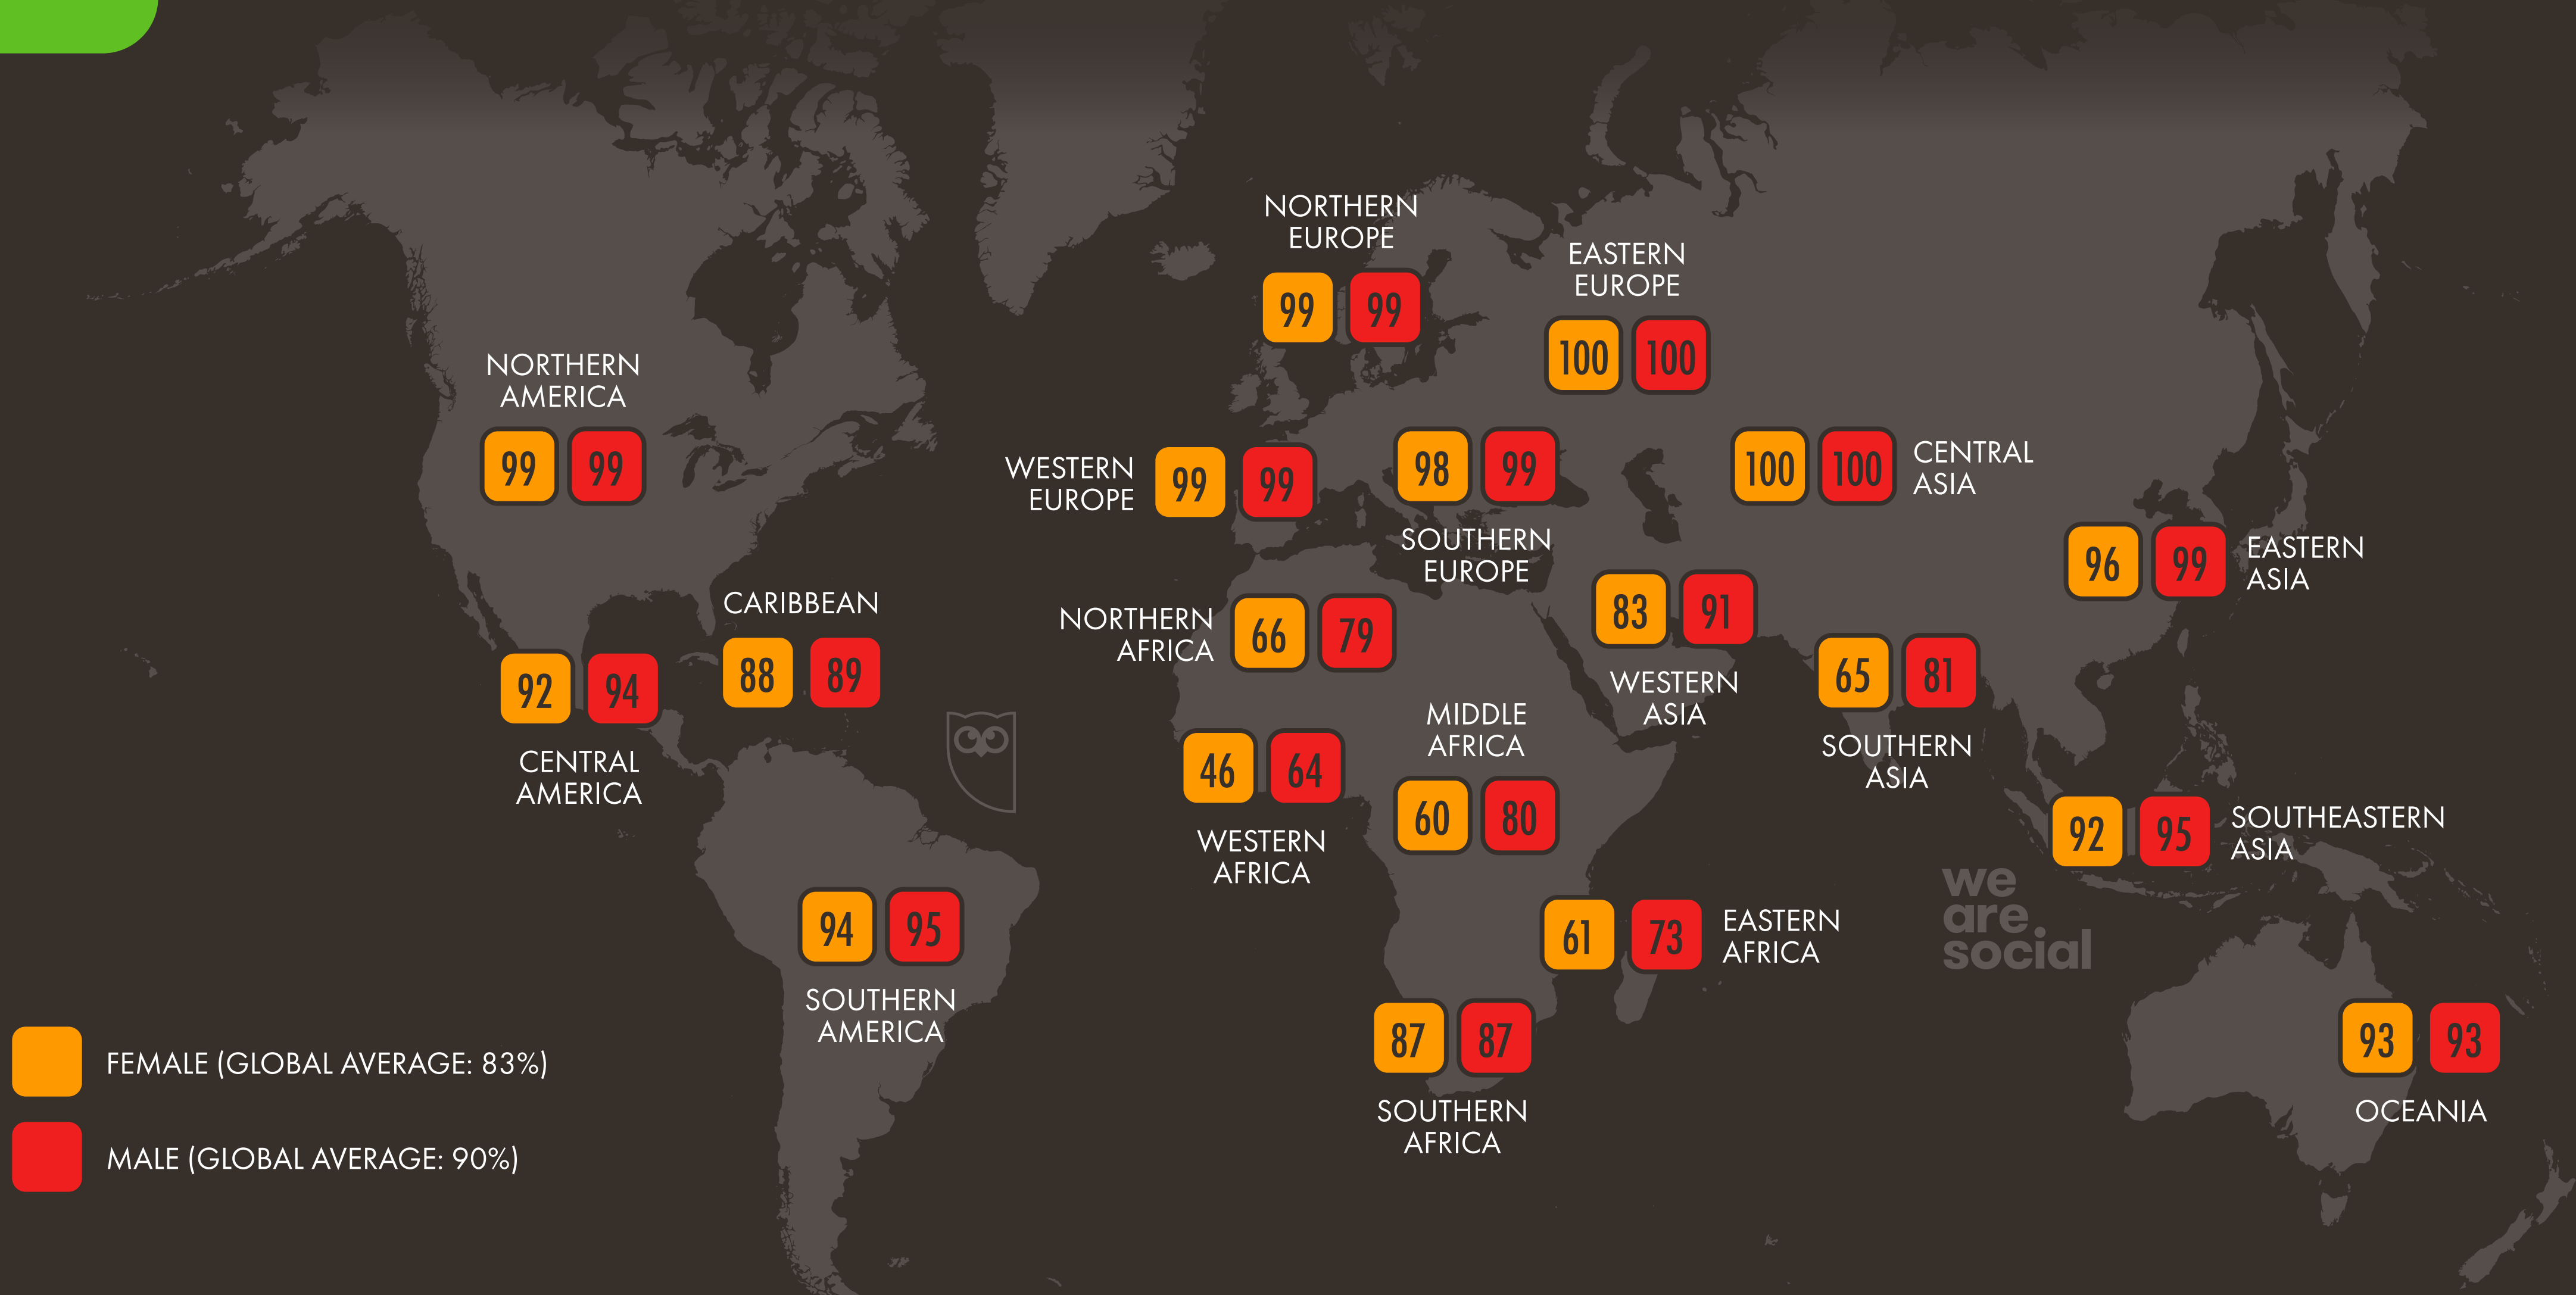 NORTHERN
EUROPE
99 99
EASTERN
EUROPE
100 100
NORTHERN
AMERICA
99 99
WESTERN
EUROPE
99 99
98 99
SOUTHERN
EUROPE
100 100
CENTRAL
ASIA
96 99
EASTERN
ASIA
CARIBBEAN
88 89
NORTHERN
AFRICA
66 79
83 91
WESTERN
ASIA
65 81
SOUTHERN
ASIA
92 94
CENTRAL
AMERICA
46 64
WESTERN
AFRICA
MIDDLE
AFRICA
60 80
92 95
SOUTHEASTERN
ASIA
we
are
social
94 95
SOUTHERN
AMERICA
61 73
EASTERN
AFRICA
87 87
SOUTHERN
AFRICA
93 93
OCEANIA
FEMALE (GLOBAL AVERAGE: 83%)
MALE (GLOBAL AVERAGE: 90%)